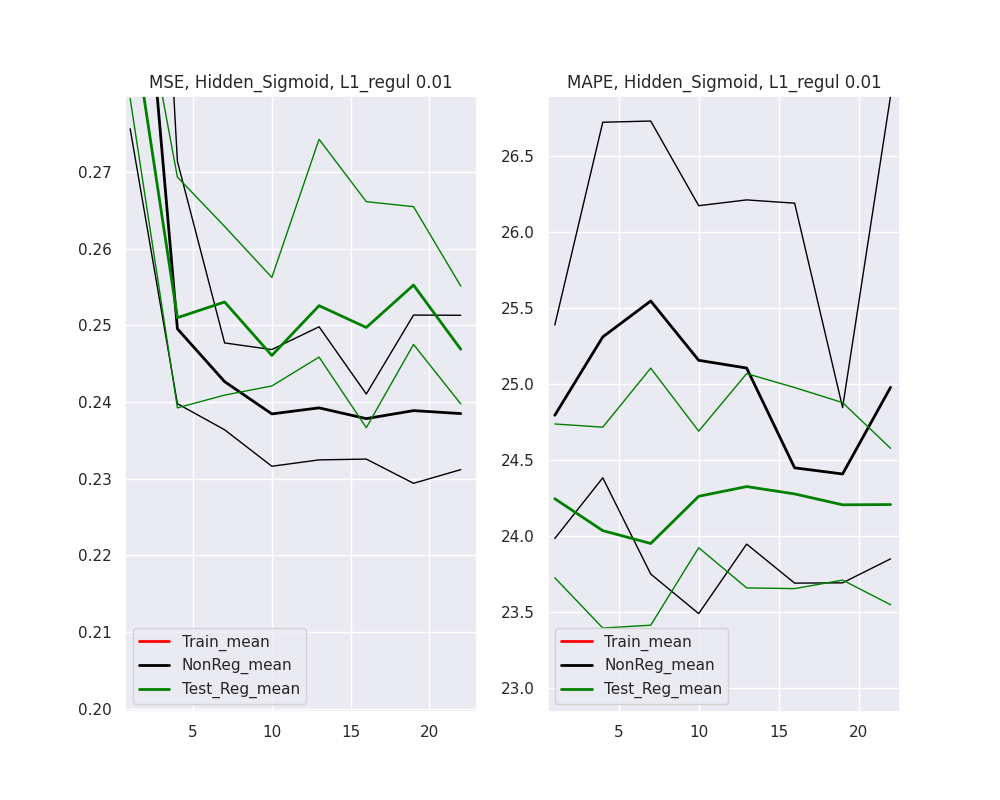 MSE, Hidden_Sigmoid, L1_regul 0.01
0.27
0.26
0.25
0.24
0.23
0.22
0.21
0.20
Train_mean
NonReg_mean
Test_Reg_mean
5 10 15 20
MAPE, Hidden_Sigmoid, L1_regul 0.01
26.5
26.0
25.5
25.0
24.5
24.0
23.5
23.0
Train_mean
NonReg_mean
Test_Reg_mean
5 10 15 20